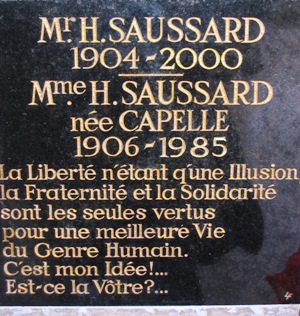 Mr. H. SAUSSARD
1904-2000
Mme. H. SAUSSARD
née CAPELLE
1906-1985
La Liberté n'étant q'une Illusion
la Fraternité et la Solidarité
sont les seules vertus
pour une meilleure Vie
du Genre Humain.
C'est mon Idée!...
Est-ce la Vôtre?...